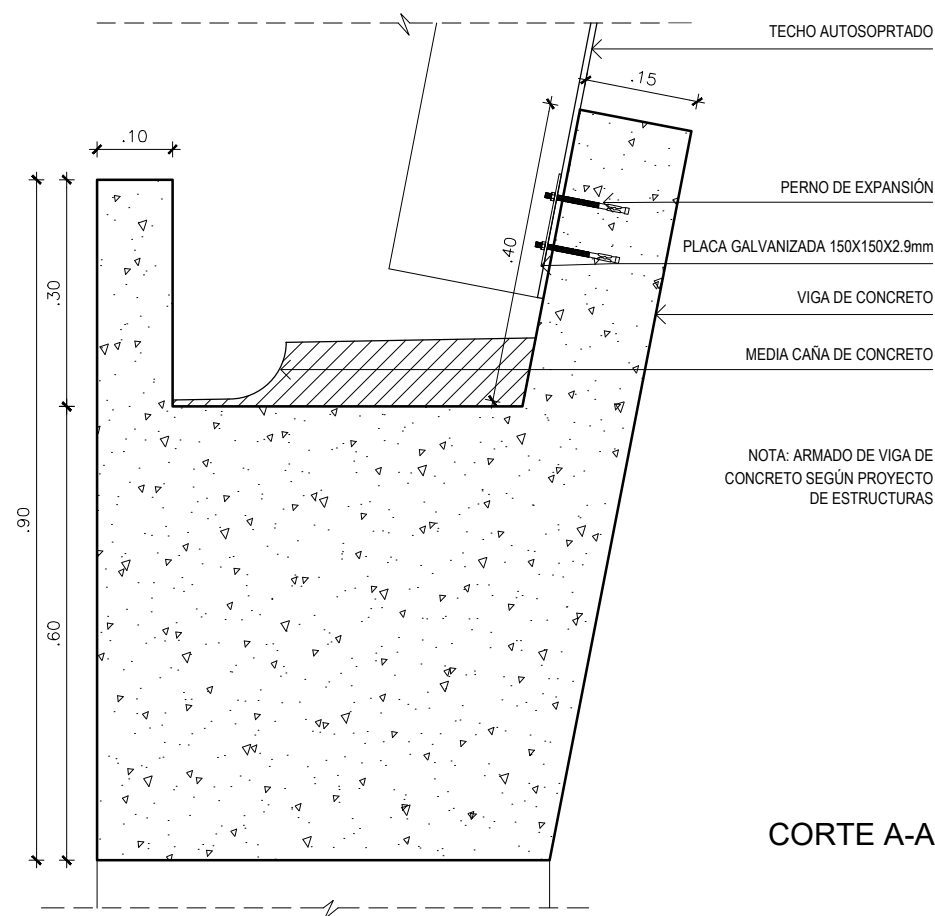 TECHO AUTOSOPRTADO
.15
.10
PERNO DE EXPANSIÓN
.40
PLACA GALVANIZADA 150X150X2.9mm
.30
VIGA DE CONCRETO
MEDIA CAÑA DE CONCRETO
NOTA: ARMADO DE VIGA DE
CONCRETO SEGÚN PROYECTO
DE ESTRUCTURAS
.90
.60
CORTE A-A